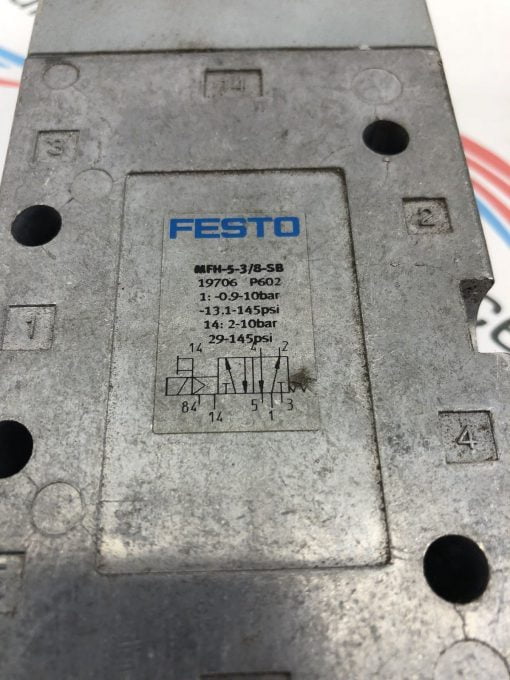 14
3
2
FESTO
MFH-5-3/8-SB
19706 P602
1: -0.9-10bar
-13.1-145psi
14: 2-10bar
29-145psi
1
14 4 2
84 14 5 1 3
4